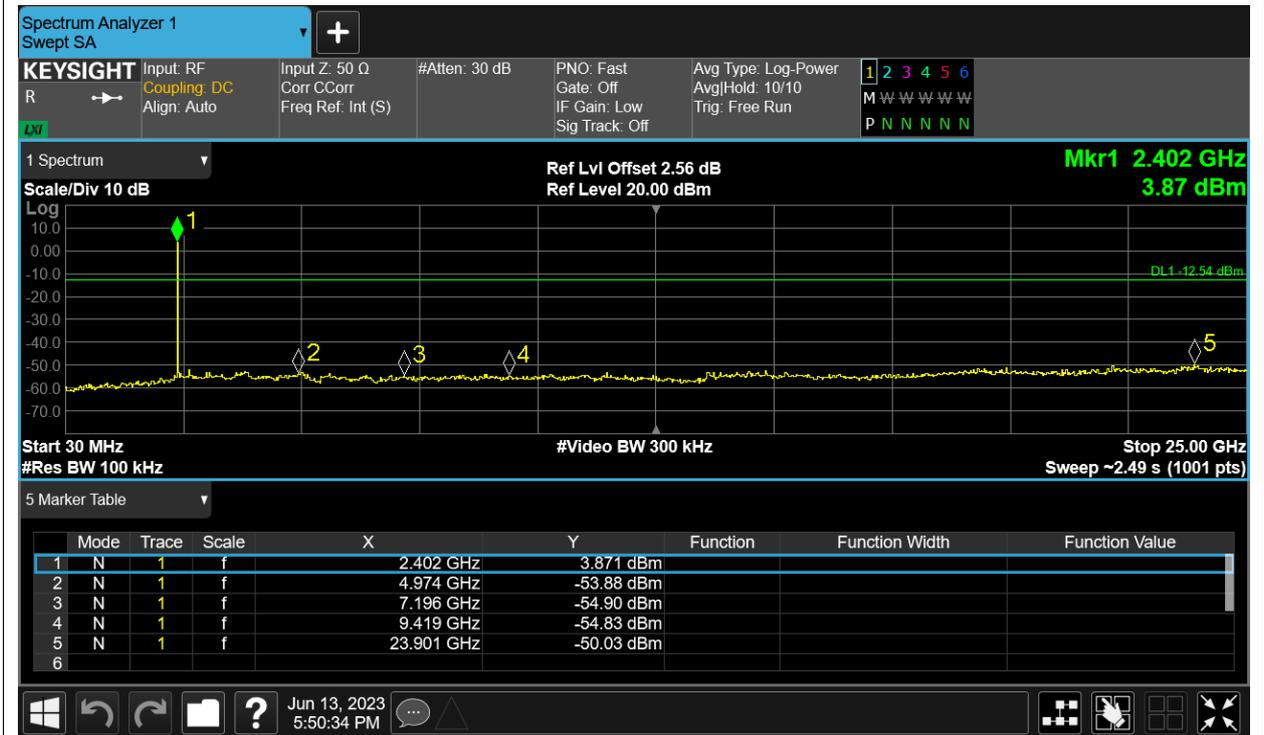 Spectrum Analyzer 1
Swept SA
+
KEYSIGHT
R
LXI
Input: RF
Coupling: DC
Align: Auto
Input Z: 50 Ω
Corr CCorr
Freq Ref: Int (S)
#Atten: 30 dB
PNO: Fast
Gate: Off
IF Gain: Low
Sig Track: Off
Avg Type: Log-Power
Avg|Hold: 10/10
Trig: Free Run
1 2 3 4 5 6
M W W W W W
P N N N N N
1 Spectrum
Scale/Div 10 dB
Ref Lvl Offset 2.56 dB
Ref Level 20.00 dBm
Mkr1 2.402 GHz
3.87 dBm
Log
10.0
0.00
-10.0
-20.0
-30.0
-40.0
-50.0
-60.0
-70.0
1
DL1 -12.54 dBm
2
3
4
5
Start 30 MHz
#Res BW 100 kHz
#Video BW 300 kHz
Stop 25.00 GHz
Sweep ~2.49 s (1001 pts)
5 Marker Table
Mode Trace Scale X Y Function Function Width Function Value
1 N 1 f 2.402 GHz 3.871 dBm
2 N 1 f 4.974 GHz -53.88 dBm
3 N 1 f 7.196 GHz -54.90 dBm
4 N 1 f 9.419 GHz -54.83 dBm
5 N 1 f 23.901 GHz -50.03 dBm
6
?
Jun 13, 2023
5:50:34 PM